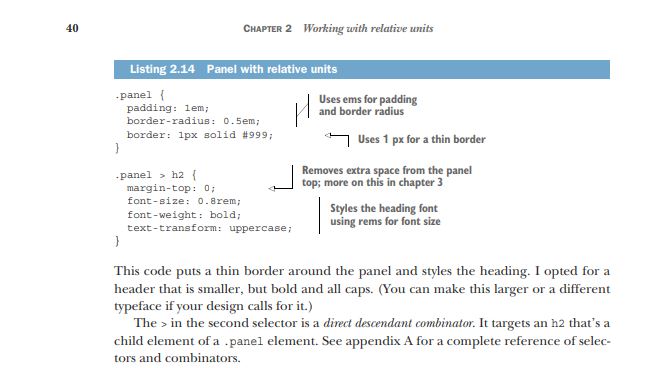 40
CHAPTER 2 Working with relative units
Listing 2.14 Panel with relative units
.panel {
padding: 1em;
border-radius: 0.5em;
border: 1px solid #999;
}
Uses ems for padding
and border radius
Uses 1 px for a thin border
.panel > h2 {
margin-top: 0;
font-size: 0.8rem;
font-weight: bold;
text-transform: uppercase;
}
Removes extra space from the panel
top; more on this in chapter 3
Styles the heading font
using rems for font size
This code puts a thin border around the panel and styles the heading. I opted for a
header that is smaller, but bold and all caps. (You can make this larger or a different
typeface if your design calls for it.)
The > in the second selector is a direct descendant combinator. It targets an h2 that's a
child element of a .panel element. See appendix A for a complete reference of selec-
tors and combinators.